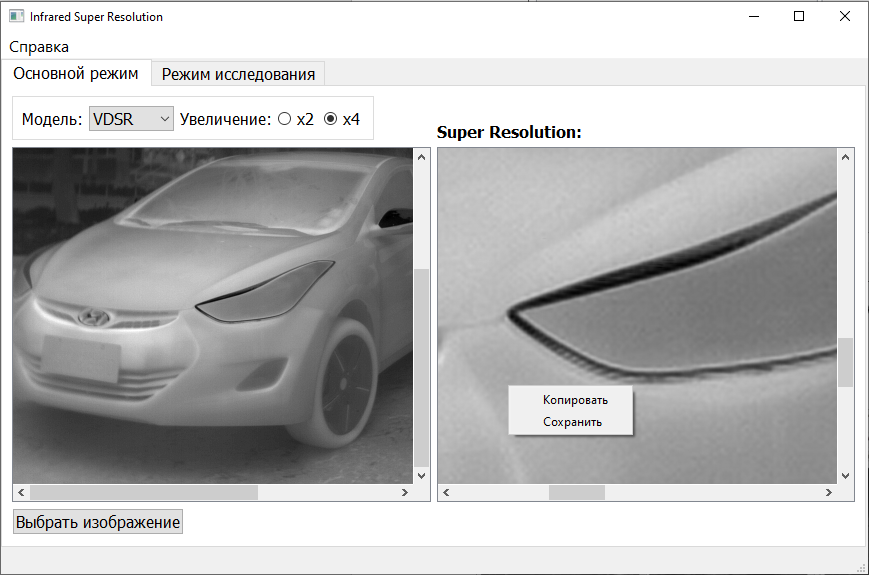 Infrared Super Resolution
Справка
Основной режим
Режим исследования
Модель: VDSR Увеличение: x2 x4
Super Resolution:
Копировать
Сохранить
Выбрать изображение